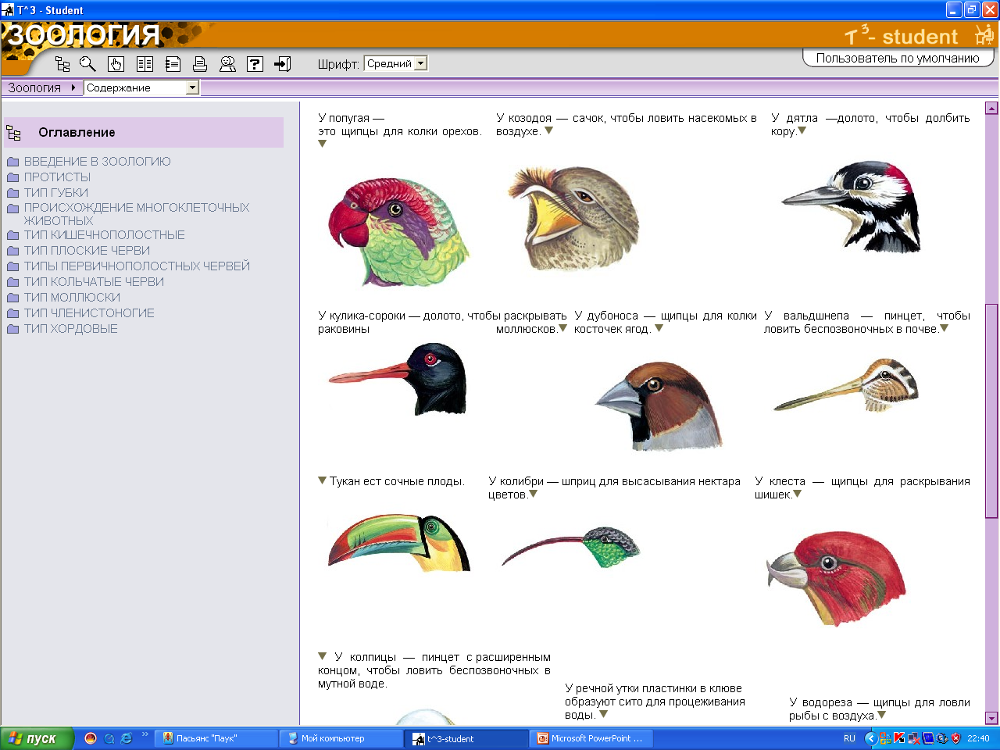 T^3 - Student
ЗООЛОГИЯ
T3- student
Шрифт: Средний
Пользователь по умолчанию
Зоология
Содержание
Оглавление
ВВЕДЕНИЕ В ЗООЛОГИЮ
ПРОТИСТЫ
ТИП ГУБКИ
ПРОИСХОЖДЕНИЕ МНОГОКЛЕТОЧНЫХ
ЖИВОТНЫХ
ТИП КИШЕЧНОПОЛОСТНЫЕ
ТИП ПЛОСКИЕ ЧЕРВИ
ТИПЫ ПЕРВИЧНОПОЛОСТНЫХ ЧЕРВЕЙ
ТИП КОЛЬЧАТЫЕ ЧЕРВИ
ТИП МОЛЛЮСКИ
ТИП ЧЛЕНИСТОНОГИЕ
ТИП ХОРДОВЫЕ
У попугая —
это щипцы для колки орехов.
У козодоя — сачок, чтобы ловить насекомых в
воздухе.
У дятла —долото, чтобы долбить
кору.
У кулика-сороки — долото, чтобы раскрывать
раковины моллюсков.
У дубоноса — щипцы для колки
косточек ягод.
У вальдшнепа — пинцет, чтобы
ловить беспозвоночных в почве.
Тукан ест сочные плоды.
У колибри — шприц для высасывания нектара
цветов.
У клеста — щипцы для раскрывания
шишек.
У колпицы — пинцет с расширенным
концом, чтобы ловить беспозвоночных в
мутной воде.
У речной утки пластинки в клюве
образуют сито для процеживания
воды.
У водореза — щипцы для ловли
рыбы с воздуха.
пуск
Пасьянс "Паук"
Мой компьютер
t^3-student
Microsoft PowerPoint ...
RU
22:40